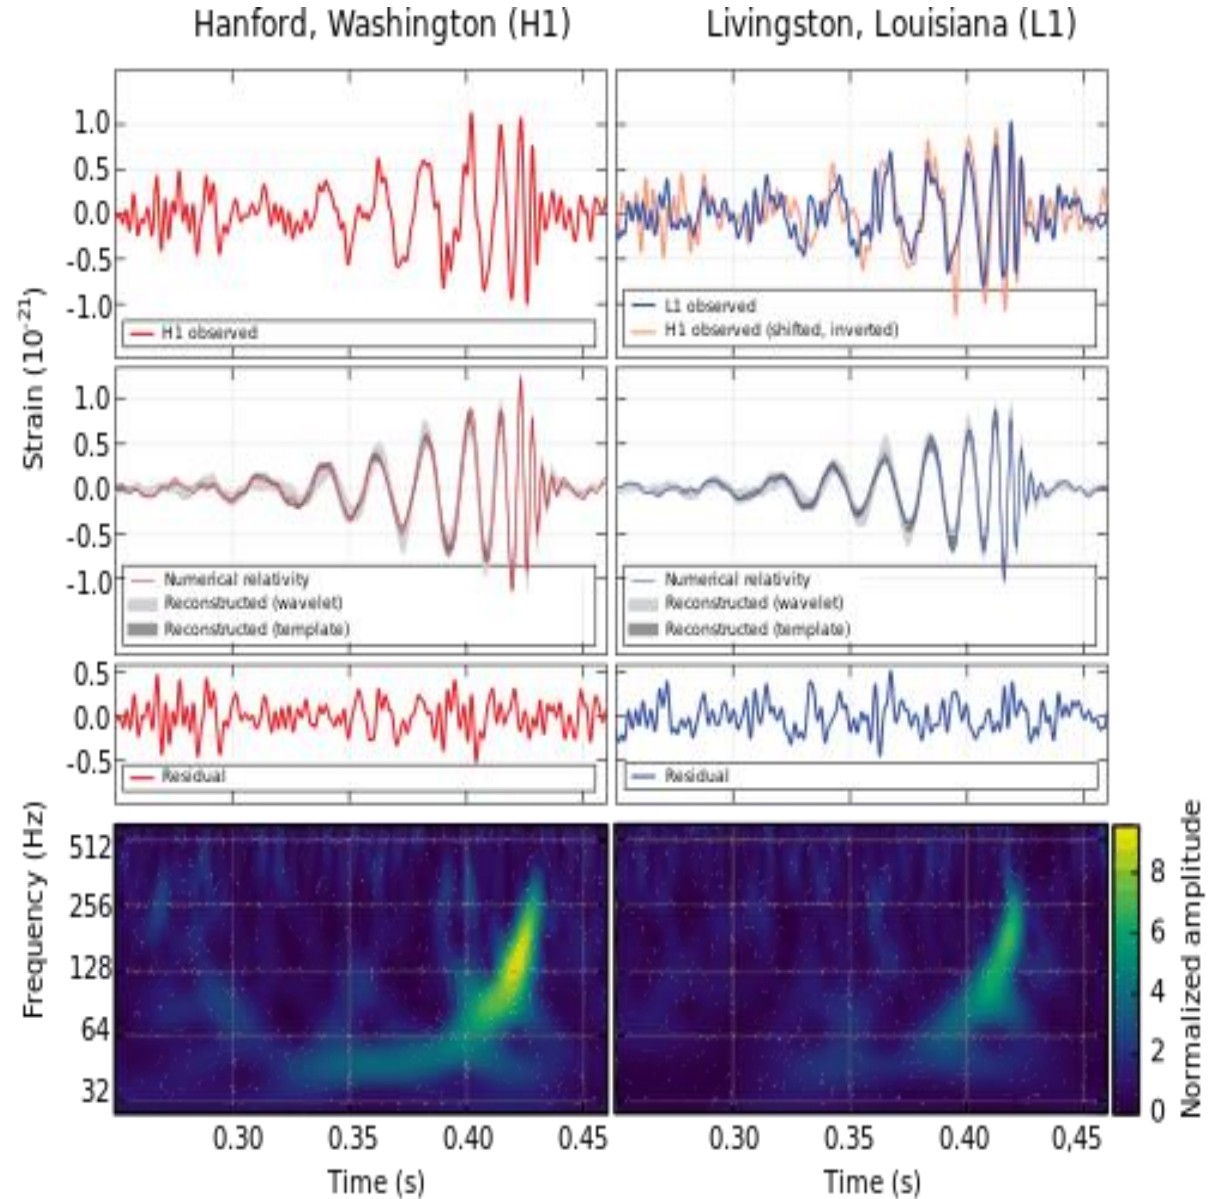 Hanford, Washington (H1)
Livingston, Louisiana (L1)
Strain (10-21)
1.0
0.5
0.0
-0.5
-1.0
H1 observed
L1 observed
H1 observed (shifted, inverted)
1.0
0.5
0.0
-0.5
-1.0
Numerical relativity
Reconstructed (wavelet)
Reconstructed (template)
Numerical relativity
Reconstructed (wavelet)
Reconstructed (template)
0.5
0.0
-0.5
Residual
Residual
Frequency (Hz)
512
256
128
64
32
Normalized amplitude
8
6
4
2
0
0.30 0.35 0.40 0.45
0.30 0.35 0.40 0,45
Time (s)
Time (s)